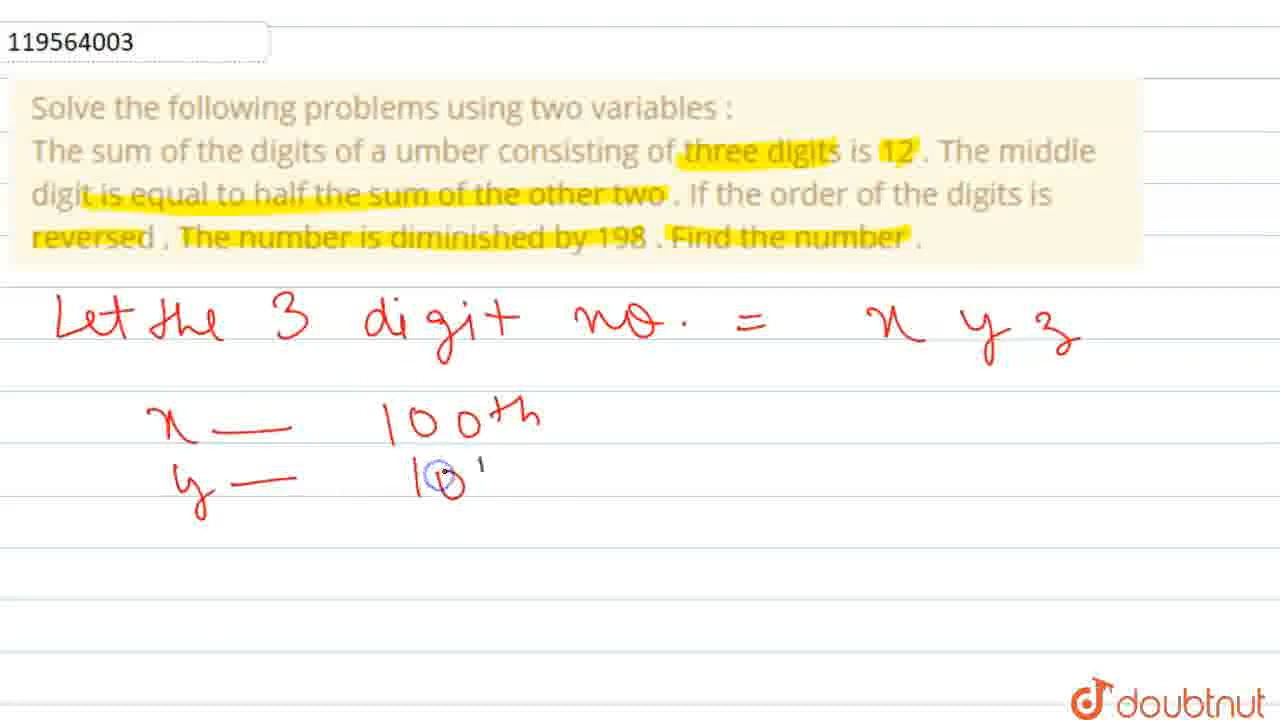 119564003
Solve the following problems using two variables :
The sum of the digits of a umber consisting of three digits is 12 . The middle
digit is equal to half the sum of the other two . If the order of the digits is
reversed . The number is diminished by 198 . Find the number .
Let the 3 digit no. = x y z
x — 100th
y — 10
doubtnut